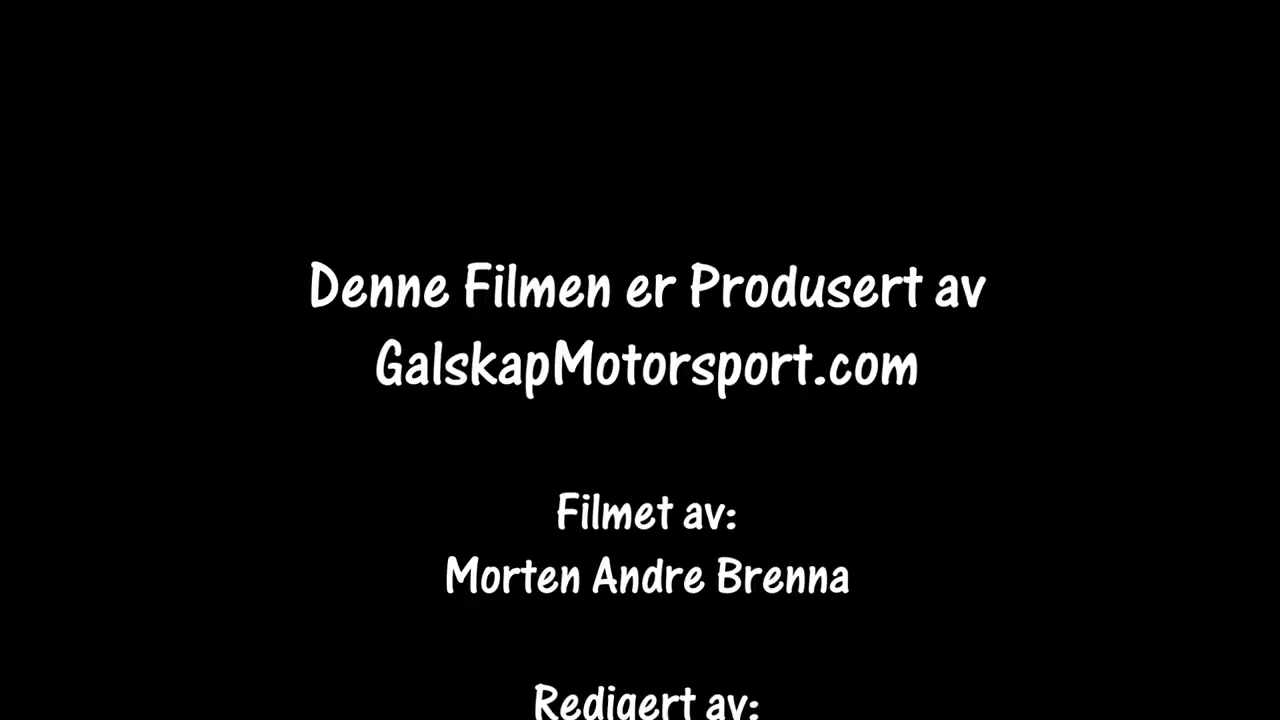 Denne Filmen er Produsert av
GalskapMotorsport.com
Filmet av:
Morten Andre Brenna
Redigert av: